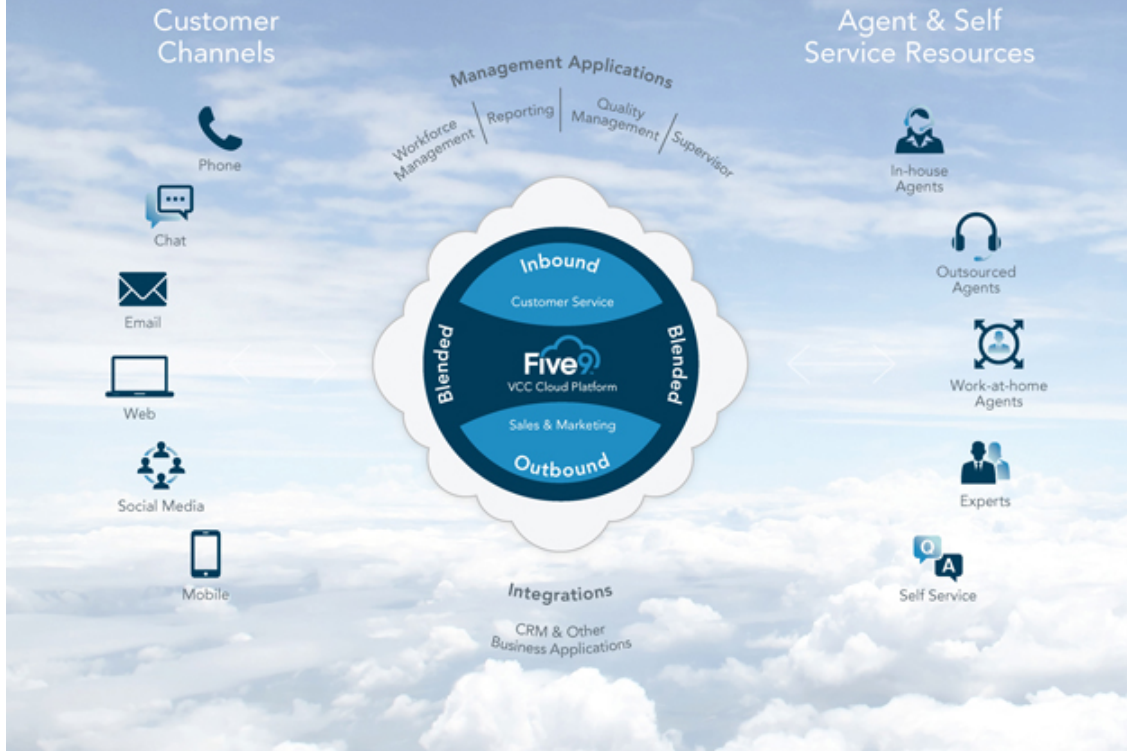 Customer
Channels
Phone
Chat
Email
Web
Social Media
Mobile
Management Applications
Workforce
Management
Reporting
Quality
Management
Supervisor
Inbound
Customer Service
Blended
Five9
VCC Cloud Platform
Blended
Sales & Marketing
Outbound
Integrations
CRM & Other
Business Applications
Agent & Self
Service Resources
In-house
Agents
Outsourced
Agents
Work-at-home
Agents
Experts
Q
A
Self Service